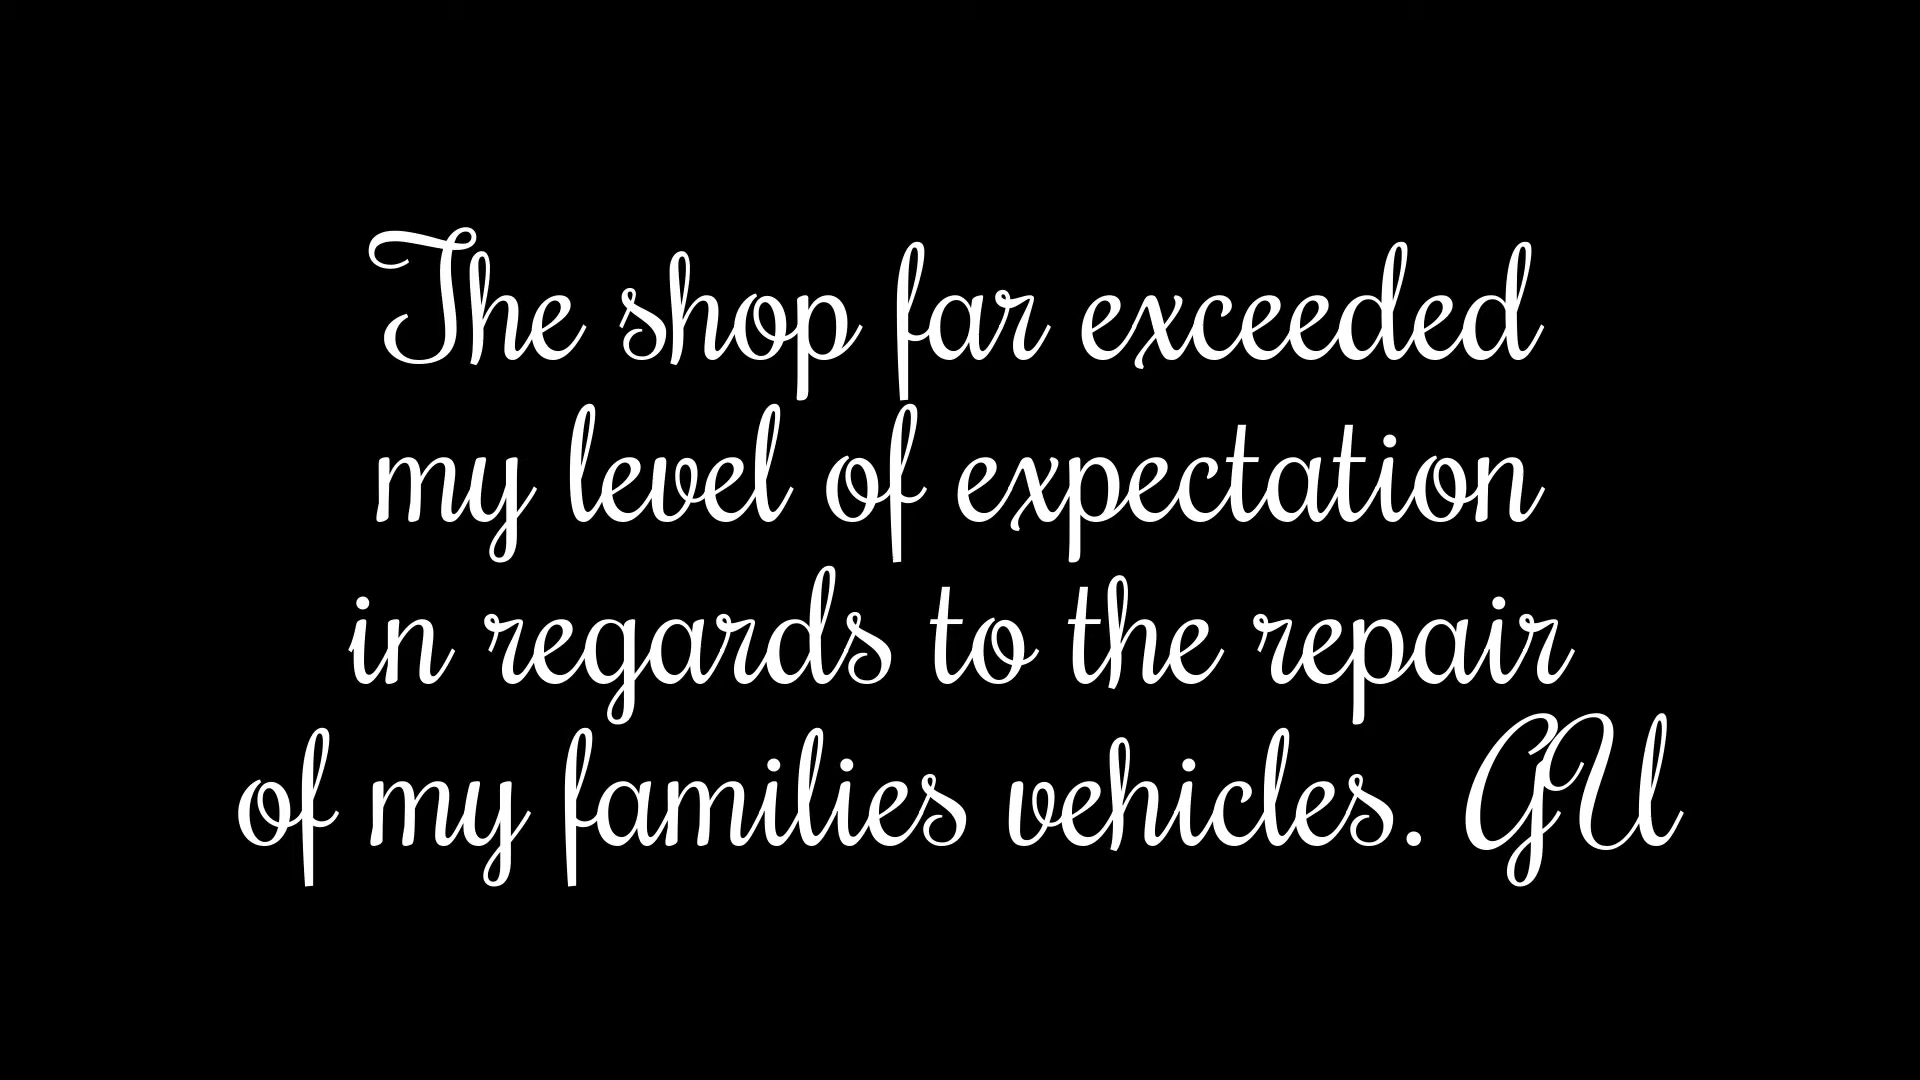 The shop far exceeded
my level of expectation
in regards to the repair
of my families vehicles. GU